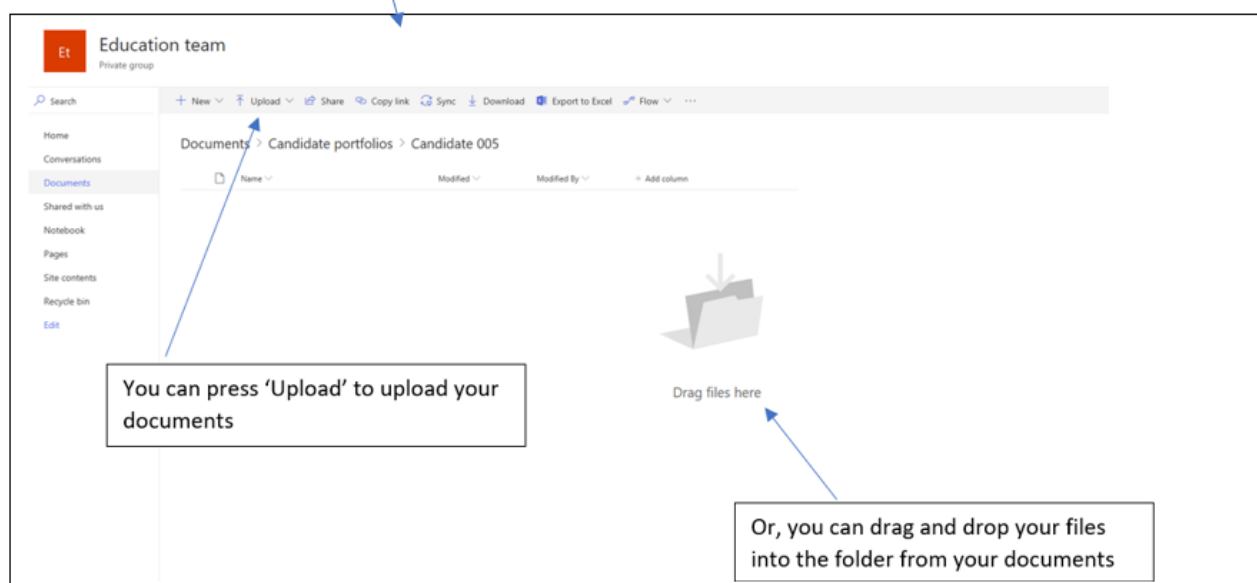 Et
Education team
Private group
Search
+ New Upload Share Copy link Sync Download Export to Excel Flow ...
Home
Conversations
Documents
Shared with us
Notebook
Pages
Site contents
Recycle bin
Edit
Documents > Candidate portfolios > Candidate 005
Name Modified Modified By + Add column
Drag files here
You can press ‘Upload’ to upload your
documents
Or, you can drag and drop your files
into the folder from your documents